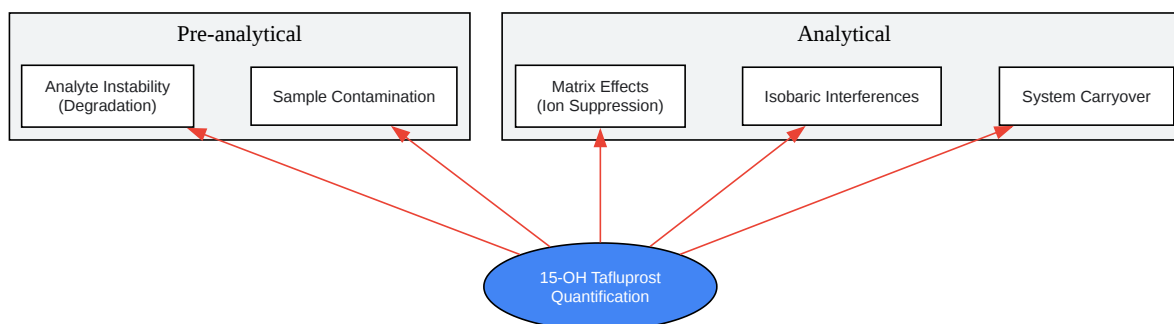 Pre-analytical
Analyte Instability
(Degradation)
Sample Contamination
Analytical
Matrix Effects
(Ion Suppression)
Isobaric Interferences
System Carryover
15-OH Tafluprost
Quantification